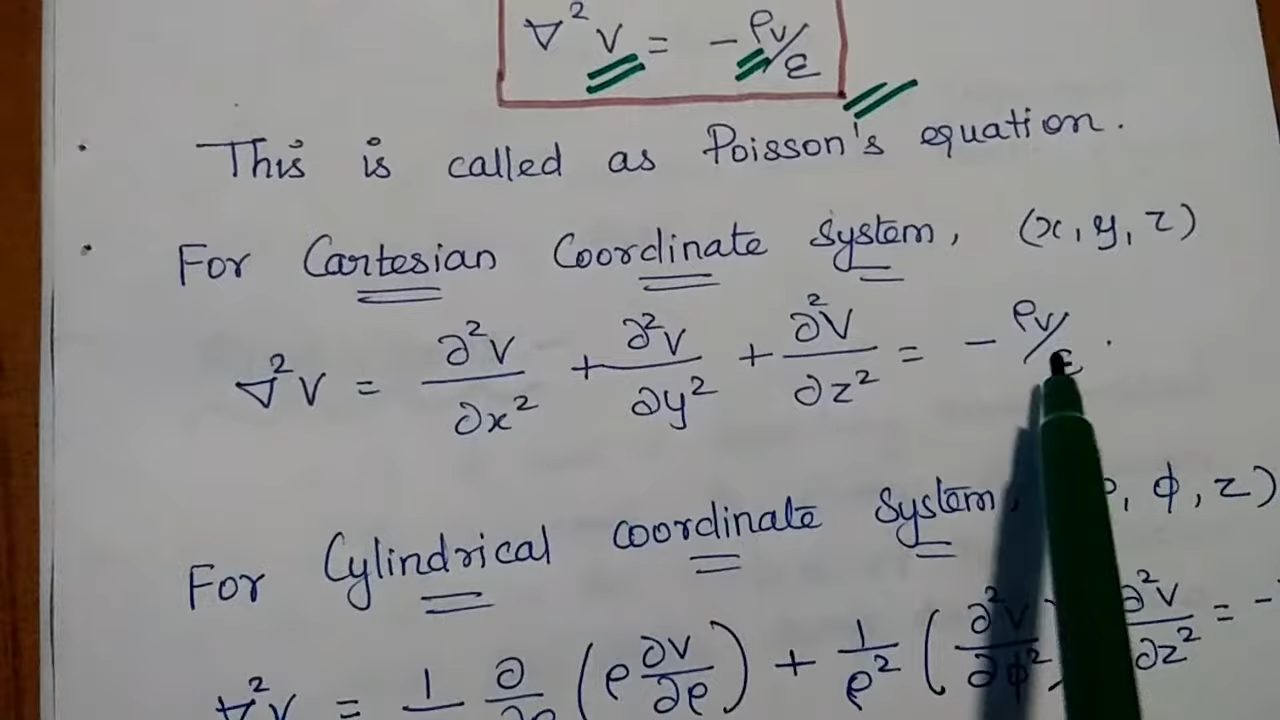 ∇²V = - ρv/ε
This is called as Poisson's equation.
For Cartesian Coordinate System, (x, y, z)
∇²V = ∂²V/∂x² + ∂²V/∂y² + ∂²V/∂z² = - ρv/ε.
For Cylindrical coordinate System, ρ, ϕ, z)
∇²V = 1 ∂ (ρ ∂V/∂ρ) + 1/ρ² (∂²V/∂ϕ²) ∂²V/∂z² = -